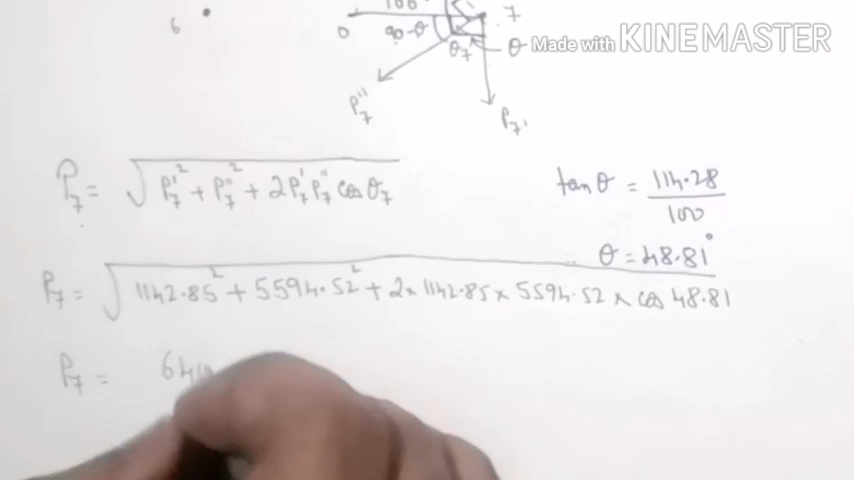 100
6 7
0 90-θ θ₇ θ
Made with KINEMASTER
P₇''
P₇'
P₇ = √(P₇'² + P₇''² + 2P₇'P₇'' cos θ₇)
tan θ = 114.28 / 100
θ = 48.81°
P₇ = √(1142.85² + 5594.52² + 2 × 1142.85 × 5594.52 × cos 48.81)
P₇ =